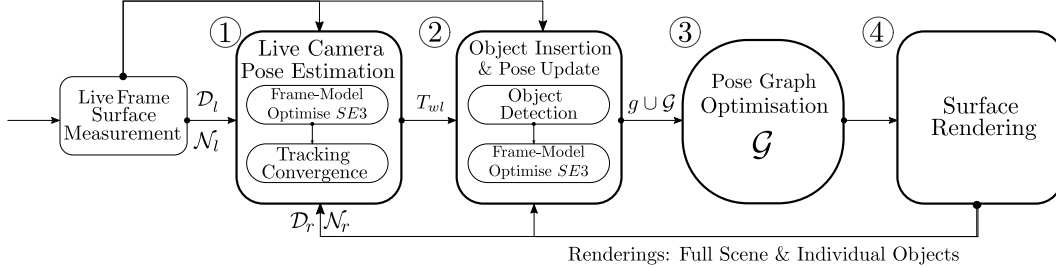 Live Frame
Surface
Measurement
𝒟_l
𝒩_l
①
Live Camera
Pose Estimation
Frame-Model
Optimise SE3
Tracking
Convergence
𝒟_r 𝒩_r
T_wl
②
Object Insertion
& Pose Update
Object
Detection
Frame-Model
Optimise SE3
g ∪ 𝒢
③
Pose Graph
Optimisation
𝒢
④
Surface
Rendering
Renderings: Full Scene & Individual Objects